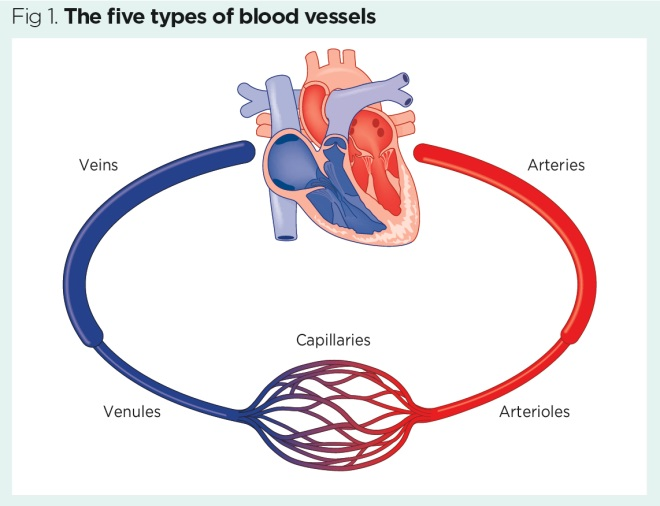 Fig 1. The five types of blood vessels
Veins
Arteries
Capillaries
Venules
Arterioles